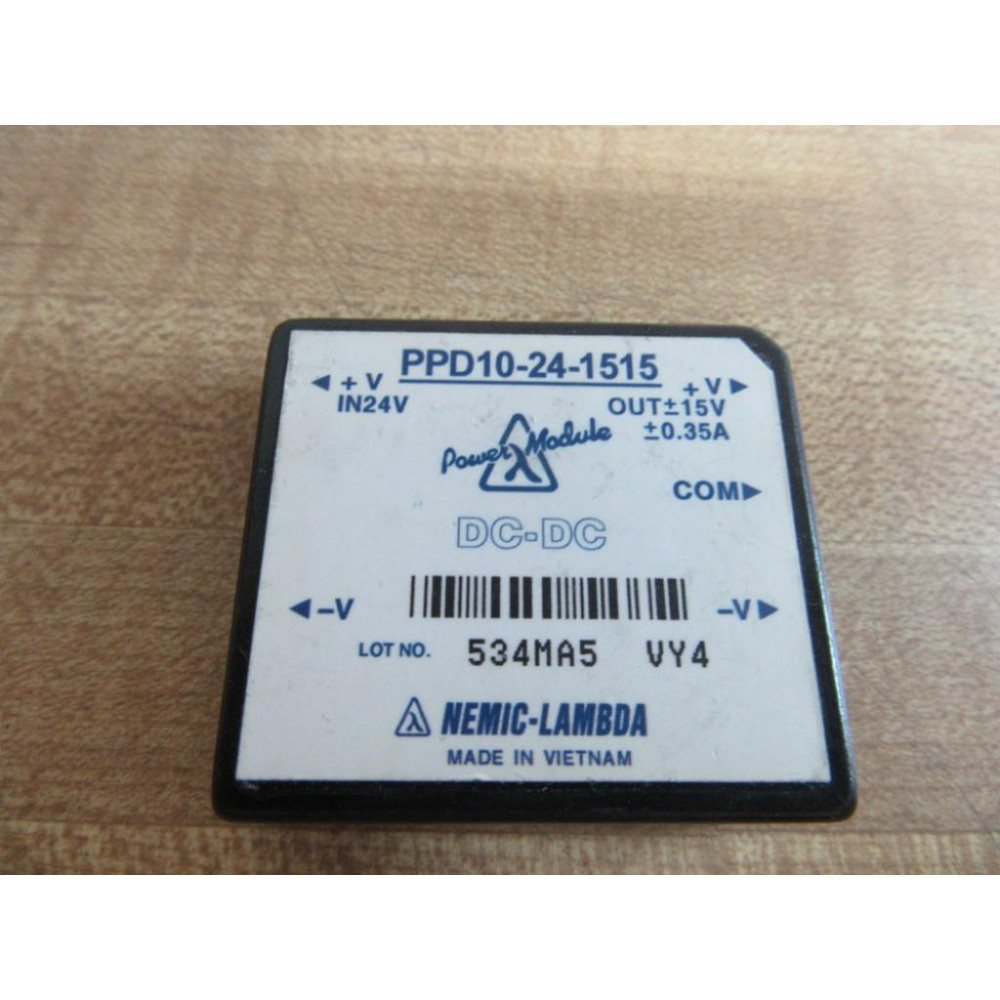 PPD10-24-1515
◀ +V
IN24V
+V▶
OUT±15V
±0.35A
Power λ Module
COM▶
DC-DC
◀ -V
-V▶
LOT NO. 534MA5 VY4
λ NEMIC-LAMBDA
MADE IN VIETNAM